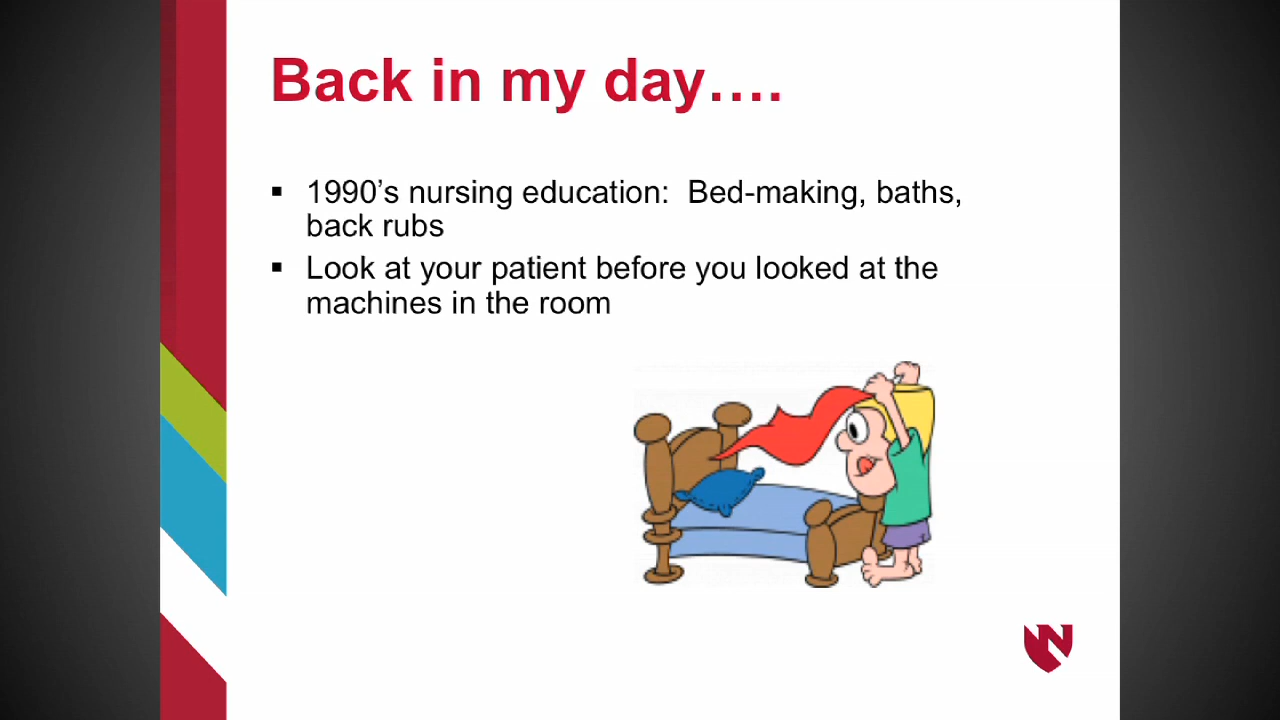 Back in my day….
▪ 1990’s nursing education:  Bed-making, baths,
back rubs
▪ Look at your patient before you looked at the
machines in the room